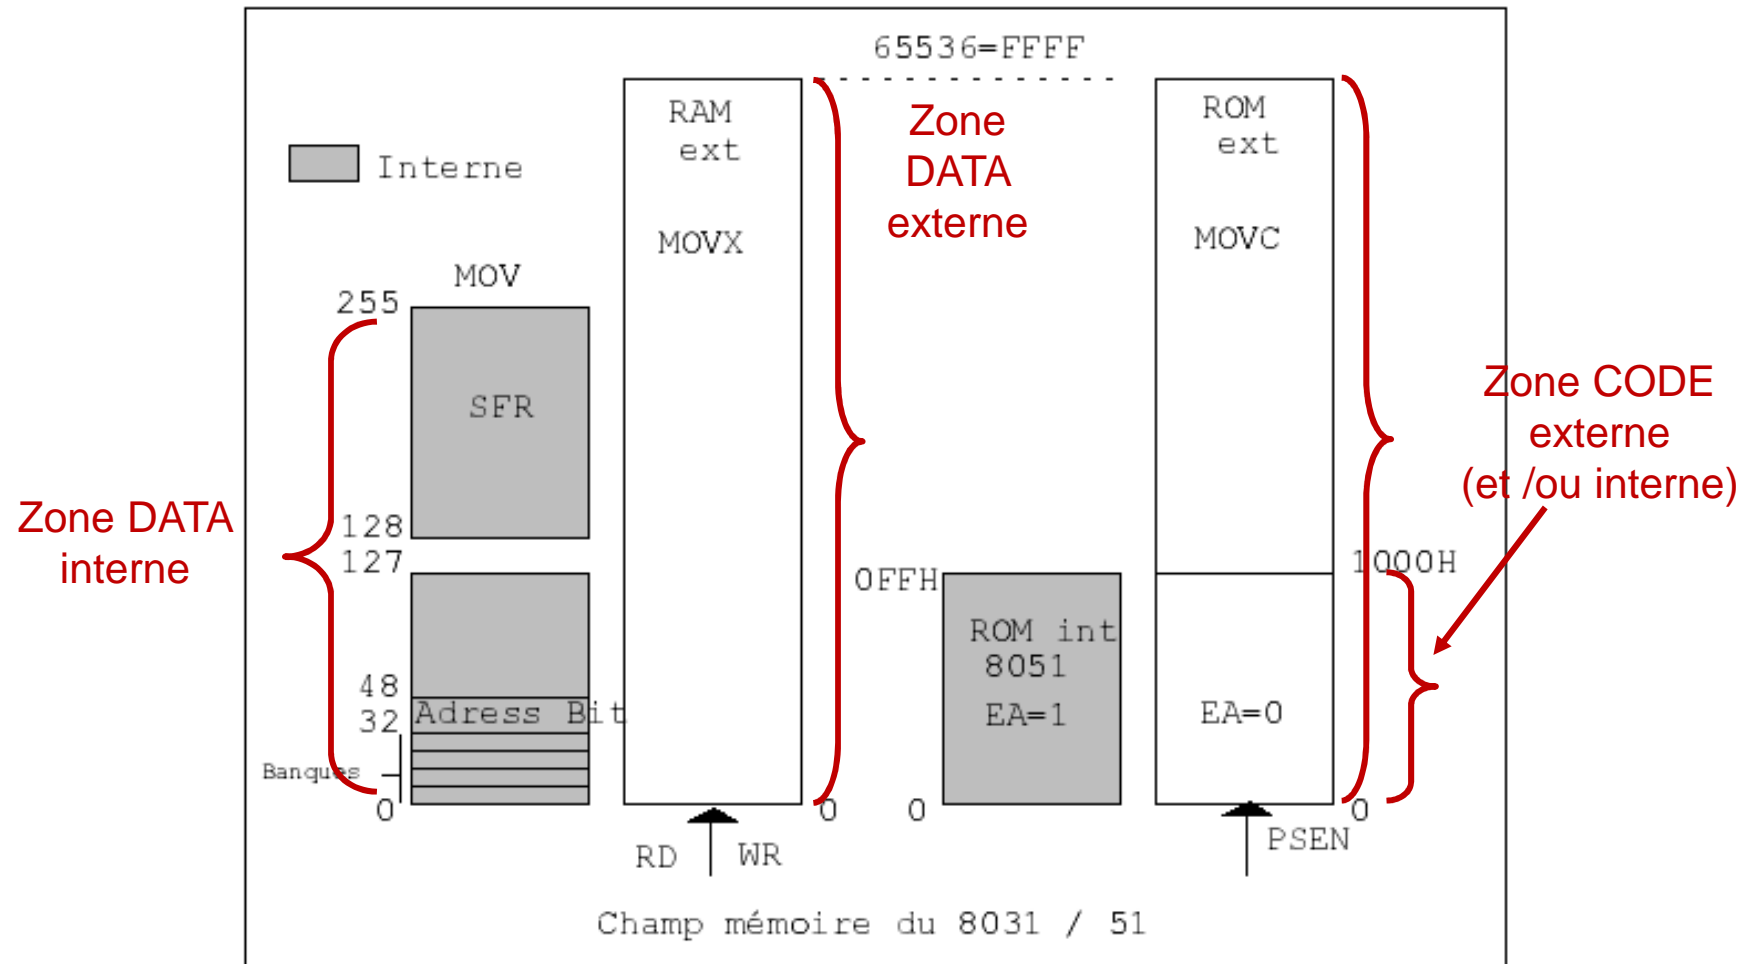 65536=FFFF
RAM
ext
MOVX
Zone
DATA
externe
ROM
ext
MOVC
Interne
MOV
255
SFR
128
127
Zone DATA
interne
48
32
Adress Bit
Banques
0
0
0FFH
ROM int
8051
EA=1
0
1000H
EA=0
0
Zone CODE
externe
(et /ou interne)
RD
WR
PSEN
Champ mémoire du 8031 / 51